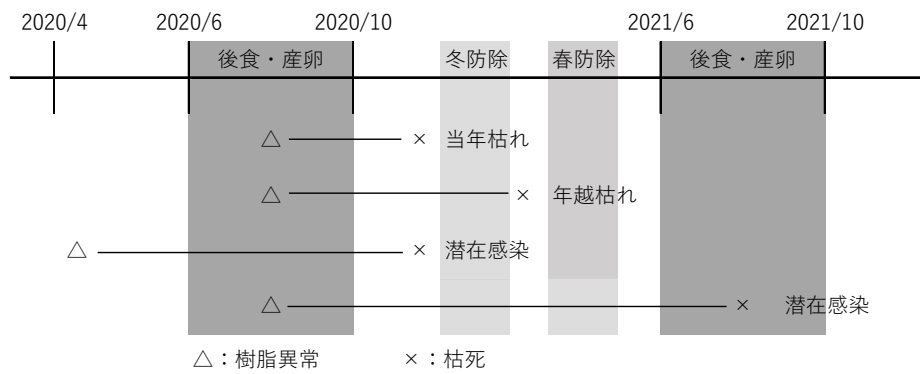 2020/4 2020/6 2020/10 2021/6 2021/10
後食・産卵 冬防除 春防除 後食・産卵
△ × 当年枯れ
△ × 年越枯れ
△ × 潜在感染
△ × 潜在感染
△：樹脂異常 ×：枯死